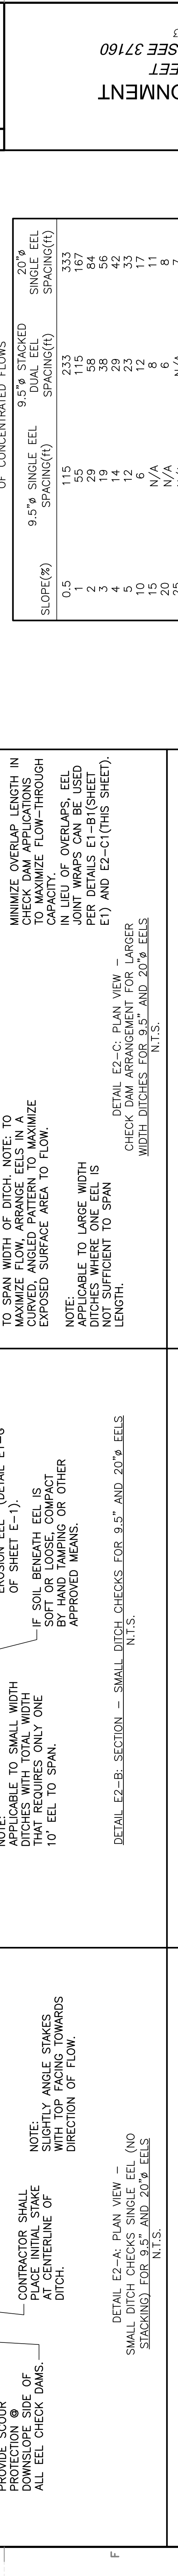 PROVIDE SCOUR
PROTECTION @
DOWNSLOPE SIDE OF
ALL EEL CHECK DAMS.
CONTRACTOR SHALL
PLACE INITIAL STAKE
AT CENTERLINE OF
DITCH.
NOTE:
SLIGHTLY ANGLE STAKES
WITH TOP FACING TOWARDS
DIRECTION OF FLOW.
DETAIL E2-A: PLAN VIEW –
SMALL DITCH CHECKS SINGLE EEL (NO
STACKING) FOR 9.5" AND 20"ø EELS
N.T.S.
F
NOTE:
APPLICABLE TO SMALL WIDTH
DITCHES WITH TOTAL WIDTH
THAT REQUIRES ONLY ONE
10' EEL TO SPAN.
EROSION EEL (DETAIL E1-G
OF SHEET E-1).
IF SOIL BENEATH EEL IS
SOFT OR LOOSE, COMPACT
BY HAND TAMPING OR OTHER
APPROVED MEANS.
DETAIL E2-B: SECTION – SMALL DITCH CHECKS FOR 9.5" AND 20"ø EELS
N.T.S.
TO SPAN WIDTH OF DITCH. NOTE: TO
MAXIMIZE FLOW, ARRANGE EELS IN A
CURVED, ANGLED PATTERN TO MAXIMIZE
EXPOSED SURFACE AREA TO FLOW.
NOTE:
APPLICABLE TO LARGE WIDTH
DITCHES WHERE ONE EEL IS
NOT SUFFICIENT TO SPAN
LENGTH.
MINIMIZE OVERLAP LENGTH IN
CHECK DAM APPLICATIONS
TO MAXIMIZE FLOW-THROUGH
CAPACITY.
IN LIEU OF OVERLAPS, EEL
JOINT WRAPS CAN BE USED
PER DETAILS E1-B1(SHEET
E1) AND E2-C1(THIS SHEET).
DETAIL E2-C: PLAN VIEW –
CHECK DAM ARRANGEMENT FOR LARGER
WIDTH DITCHES FOR 9.5" AND 20"ø EELS
N.T.S.
OF CONCENTRATED FLOWS
SLOPE(%) 9.5"ø SINGLE EEL SPACING(ft) 9.5"ø STACKED DUAL EEL SPACING(ft) 20"ø SINGLE EEL SPACING(ft)
0.5 115 233 333
1 55 115 167
2 29 58 84
3 19 38 56
4 14 29 42
5 12 23 33
10 6 12 17
15 N/A 8 11
20 N/A 6 8
25 N/A 7
SEE 37160